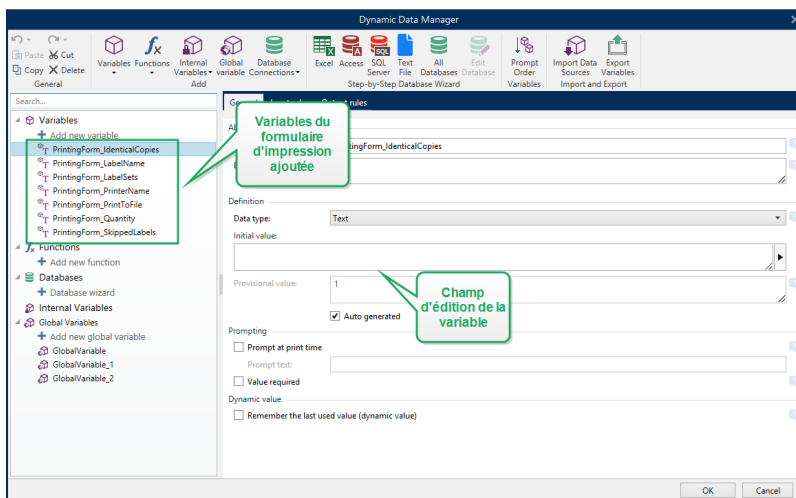 Dynamic Data Manager
Paste Cut
Copy Delete
General
Variables Functions Internal Variables Global variable Database Connections
Add
Excel Access SQL Server Text File All Databases Edit Database
Step-by-Step Database Wizard
Prompt Order
Variables
Import Data Sources Export Variables
Import and Export
Search...
Variables
Add new variable
PrintingForm_IdenticalCopies
PrintingForm_LabelName
PrintingForm_LabelSets
PrintingForm_PrinterName
PrintingForm_PrintToFile
PrintingForm_Quantity
PrintingForm_SkippedLabels
Functions
Add new function
Databases
Database wizard
Internal Variables
Global Variables
Add new global variable
GlobalVariable
GlobalVariable_1
GlobalVariable_2
Variables du
formulaire
d'impression
ajoutée
rules
tingForm_IdenticalCopies
Definition
Data type: Text
Initial value:
Provisional value: 1
Auto generated
Champ
d'édition de la
variable
Prompting
Prompt at print time
Prompt text:
Value required
Dynamic value
Remember the last used value (dynamic value)
OK Cancel